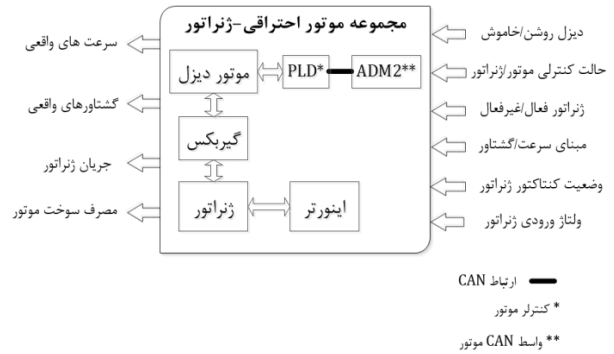 مجموعه موتور احتراقی-ژنراتور
دیزل روشن/خاموش
حالت کنترلی موتور/ژنراتور
ژنراتور فعال/غیرفعال
مبنای سرعت/گشتاور
وضعیت کنتاکتور ژنراتور
ولتاژ ورودی ژنراتور
ADM2**
PLD*
موتور دیزل
گیربکس
اینورتر
ژنراتور
سرعت های واقعی
گشتاورهای واقعی
جریان ژنراتور
مصرف سوخت موتور
ارتباط CAN
* کنترلر موتور
** واسط CAN موتور